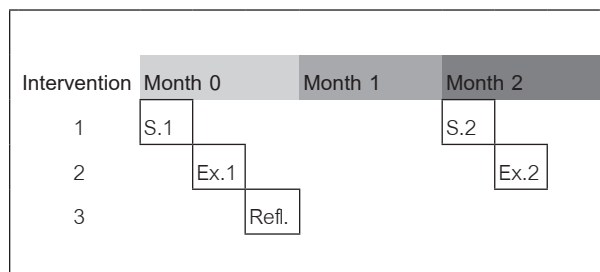 Intervention Month 0 Month 1 Month 2
1 S.1 S.2
2 Ex.1 Ex.2
3 Refl.